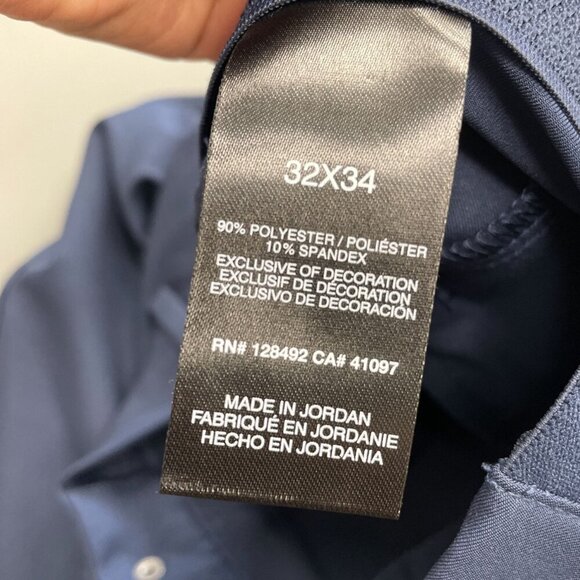 32X34
90% POLYESTER / POLIÉSTER
10% SPANDEX
EXCLUSIVE OF DECORATION
EXCLUSIF DE DÉCORATION
EXCLUSIVO DE DECORACIÓN
RN# 128492 CA# 41097
MADE IN JORDAN
FABRIQUÉ EN JORDANIE
HECHO EN JORDANIA